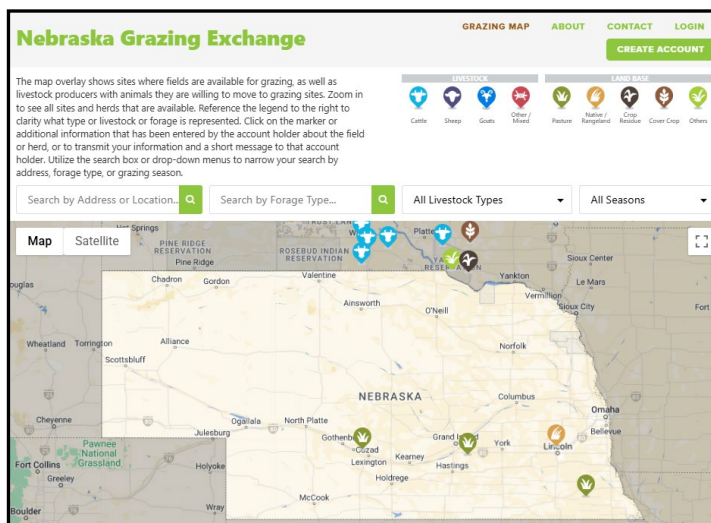 Nebraska Grazing Exchange
GRAZING MAP ABOUT CONTACT LOGIN
CREATE ACCOUNT
The map overlay shows sites where fields are available for grazing, as well as
livestock producers with animals they are willing to move to grazing sites. Zoom in
to see all sites and herds that are available. Reference the legend to the right to
clarity what type or livestock or forage is represented. Click on the marker or
additional information that has been entered by the account holder about the field
or herd, or to transmit your information and a short message to that account
holder. Utilize the search box or drop-down menus to narrow your search by
address, forage type, or grazing season.
LIVESTOCK
Cattle Sheep Goats Other / Mixed
LAND BASE
Pasture Native / Rangeland Crop Residue Cover Crop Others
Search by Address or Location...
Search by Forage Type...
All Livestock Types
All Seasons
Map Satellite
Springs
PINE RIDGE
RESERVATION
Pine Ridge
ROSEBUD INDIAN
RESERVATION
Platte
Yankton
Sioux Center
Le Mars
Vermillion
Sioux City
Chadron
Gordon
Valentine
Ainsworth
O'Neill
Fort
Wheatland
Torrington
Alliance
Scottsbluff
Norfolk
NEBRASKA
Columbus
Omaha
Bellevue
Cheyenne
Ogallala
North Platte
Julesburg
Pawnee
National
Grassland
Cozad
Lexington
Kearney
York
Lincoln
Hastings
Fort Collins
Greeley
Holyoke
Holdrege
McCook
Wray
Boulder